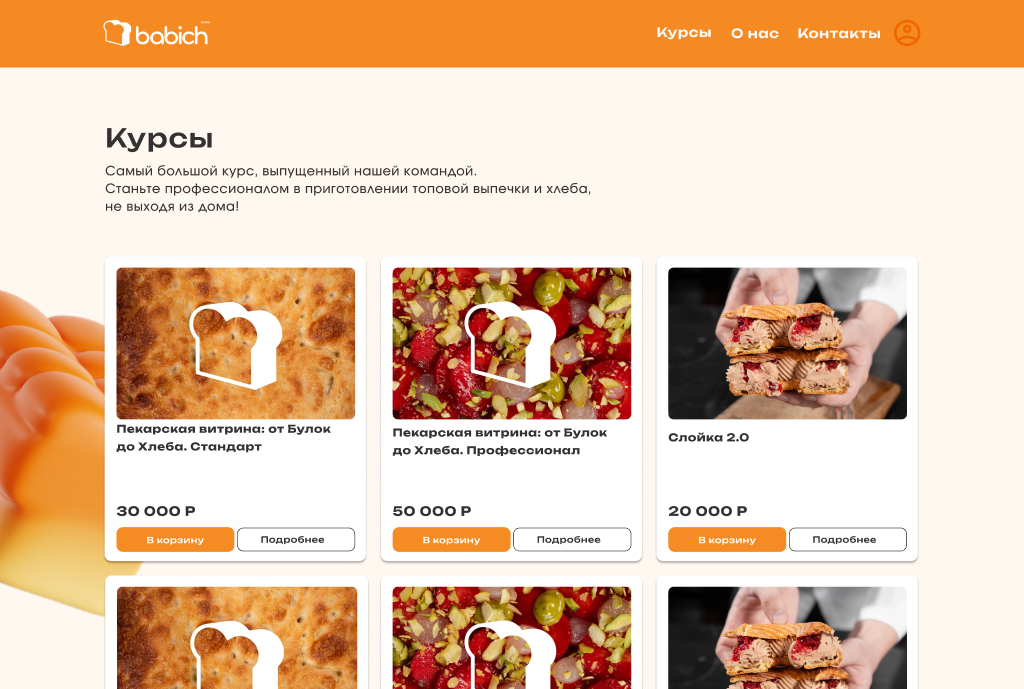 babich
Курсы О нас Контакты
Курсы
Самый большой курс, выпущенный нашей командой.
Станьте профессионалом в приготовлении топовой выпечки и хлеба,
не выходя из дома!
Пекарская витрина: от Булок
до Хлеба. Стандарт
30 000 Р
В корзину Подробнее
Пекарская витрина: от Булок
до Хлеба. Профессионал
50 000 Р
В корзину Подробнее
Слойка 2.0
20 000 Р
В корзину Подробнее